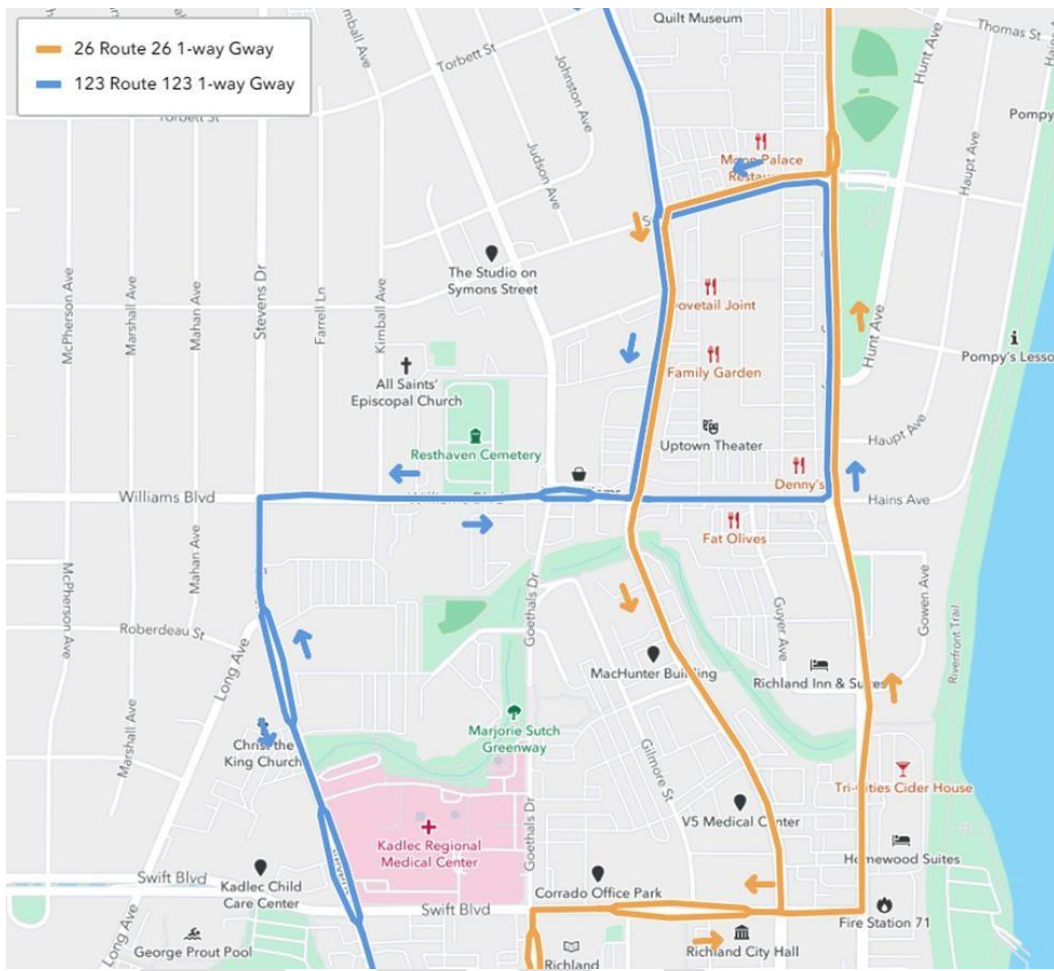 26 Route 26 1-way Gway
123 Route 123 1-way Gway
Quilt Museum
Thomas St
Hunt Ave
Kimball Ave
Torbett St
Johnston Ave
Torbett St
Judson Ave
Haupt Ave
Moon Palace
McPherson Ave
Marshall Ave
Mahan Ave
Stevens Dr
Farrell Ln
Kimball Ave
The Studio on
Symons Street
Dovetail Joint
Hunt Ave
Pompy's Lesso
All Saints'
Episcopal Church
Family Garden
Uptown Theater
Haupt Ave
Resthaven Cemetery
Denny's
Williams Blvd
Hains Ave
Fat Olives
McPherson Ave
Mahan Ave
Goethals Dr
Guyer Ave
Gowen Ave
Riverfront Trail
Roberdeau St
Long Ave
MacHunter Building
Richland Inn & Suites
Marshall Ave
Christ the
King Church
Marjorie Sutch
Greenway
Gilmore St
Tri-Cities Cider House
V5 Medical Center
Goethals Dr
Kadlec Regional
Medical Center
Homewood Suites
Swift Blvd
Kadlec Child
Care Center
Corrado Office Park
Long Ave
Swift Blvd
Fire Station 71
George Prout Pool
Richland
Richland City Hall